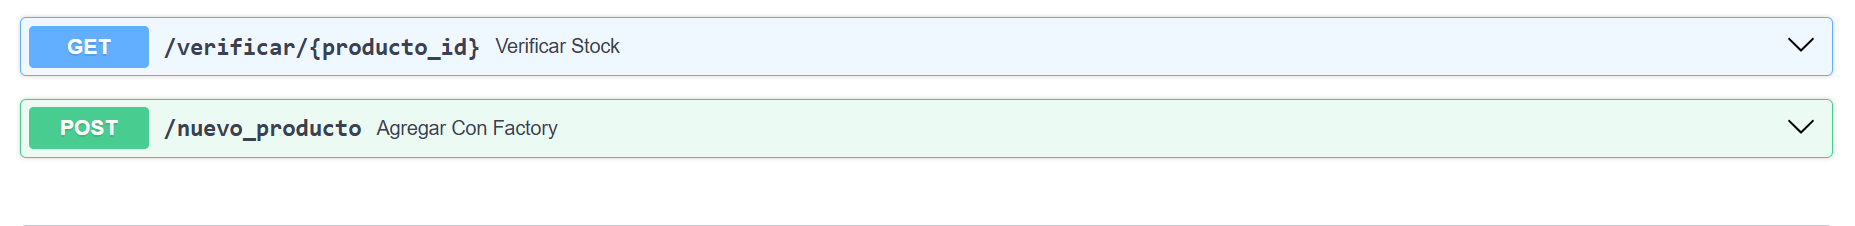 GET /verificar/{producto_id} Verificar Stock
POST /nuevo_producto Agregar Con Factory